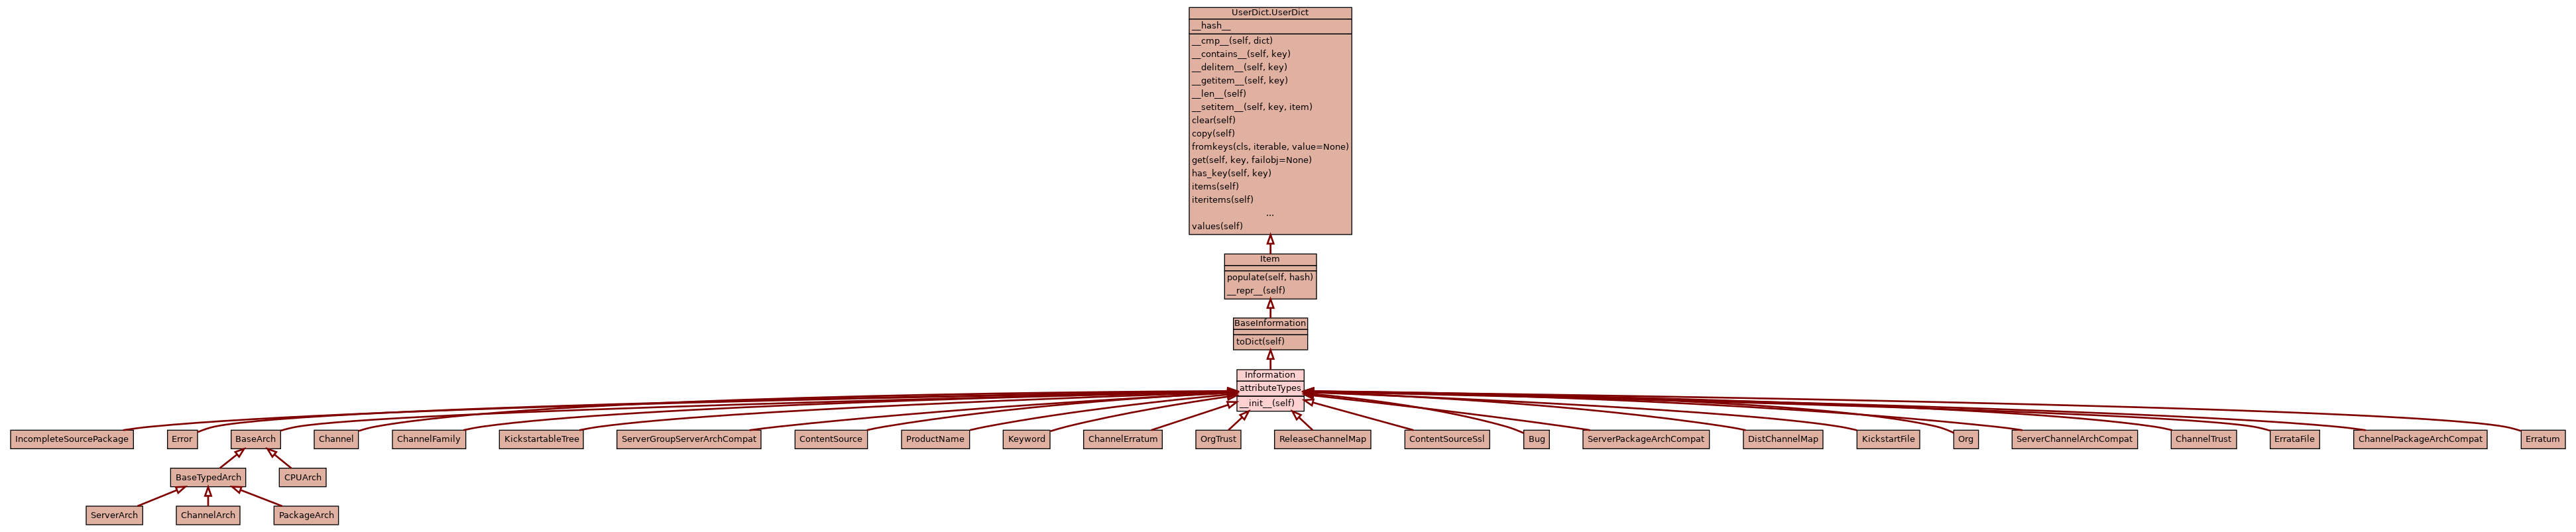 UserDict.UserDict
__hash__
__cmp__(self, dict)
__contains__(self, key)
__delitem__(self, key)
__getitem__(self, key)
__len__(self)
__setitem__(self, key, item)
clear(self)
copy(self)
fromkeys(cls, iterable, value=None)
get(self, key, failobj=None)
has_key(self, key)
items(self)
iteritems(self)
...
values(self)
Item
populate(self, hash)
__repr__(self)
BaseInformation
toDict(self)
Information
attributeTypes
__init__(self)
IncompleteSourcePackage
Error
BaseArch
Channel
ChannelFamily
KickstartableTree
ServerGroupServerArchCompat
ContentSource
ProductName
Keyword
ChannelErratum
OrgTrust
ReleaseChannelMap
ContentSourceSsl
Bug
ServerPackageArchCompat
DistChannelMap
KickstartFile
Org
ServerChannelArchCompat
ChannelTrust
ErrataFile
ChannelPackageArchCompat
Erratum
BaseTypedArch
CPUArch
ServerArch
ChannelArch
PackageArch